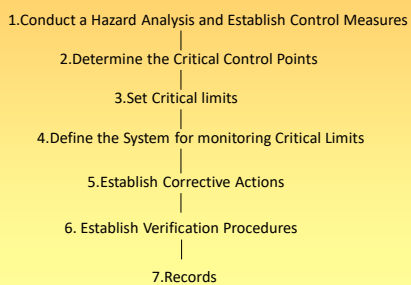 1.Conduct a Hazard Analysis and Establish Control Measures
2.Determine the Critical Control Points
3.Set Critical limits
4.Define the System for monitoring Critical Limits
5.Establish Corrective Actions
6. Establish Verification Procedures
7.Records